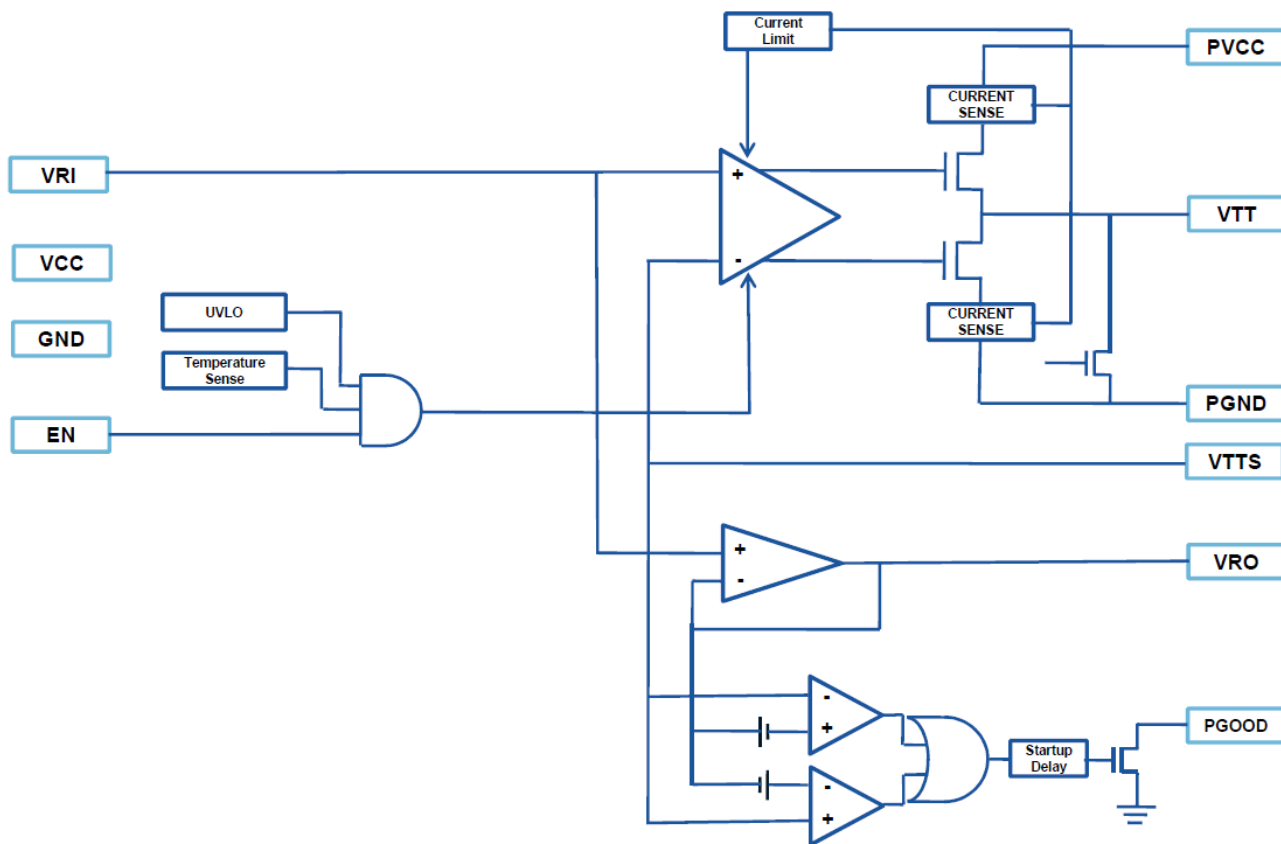 Current
Limit
PVCC
CURRENT
SENSE
VRI
+
VTT
VCC
-
UVLO
CURRENT
SENSE
GND
Temperature
Sense
PGND
EN
VTTS
+
VRO
-
-
+
PGOOD
Startup
Delay
-
+